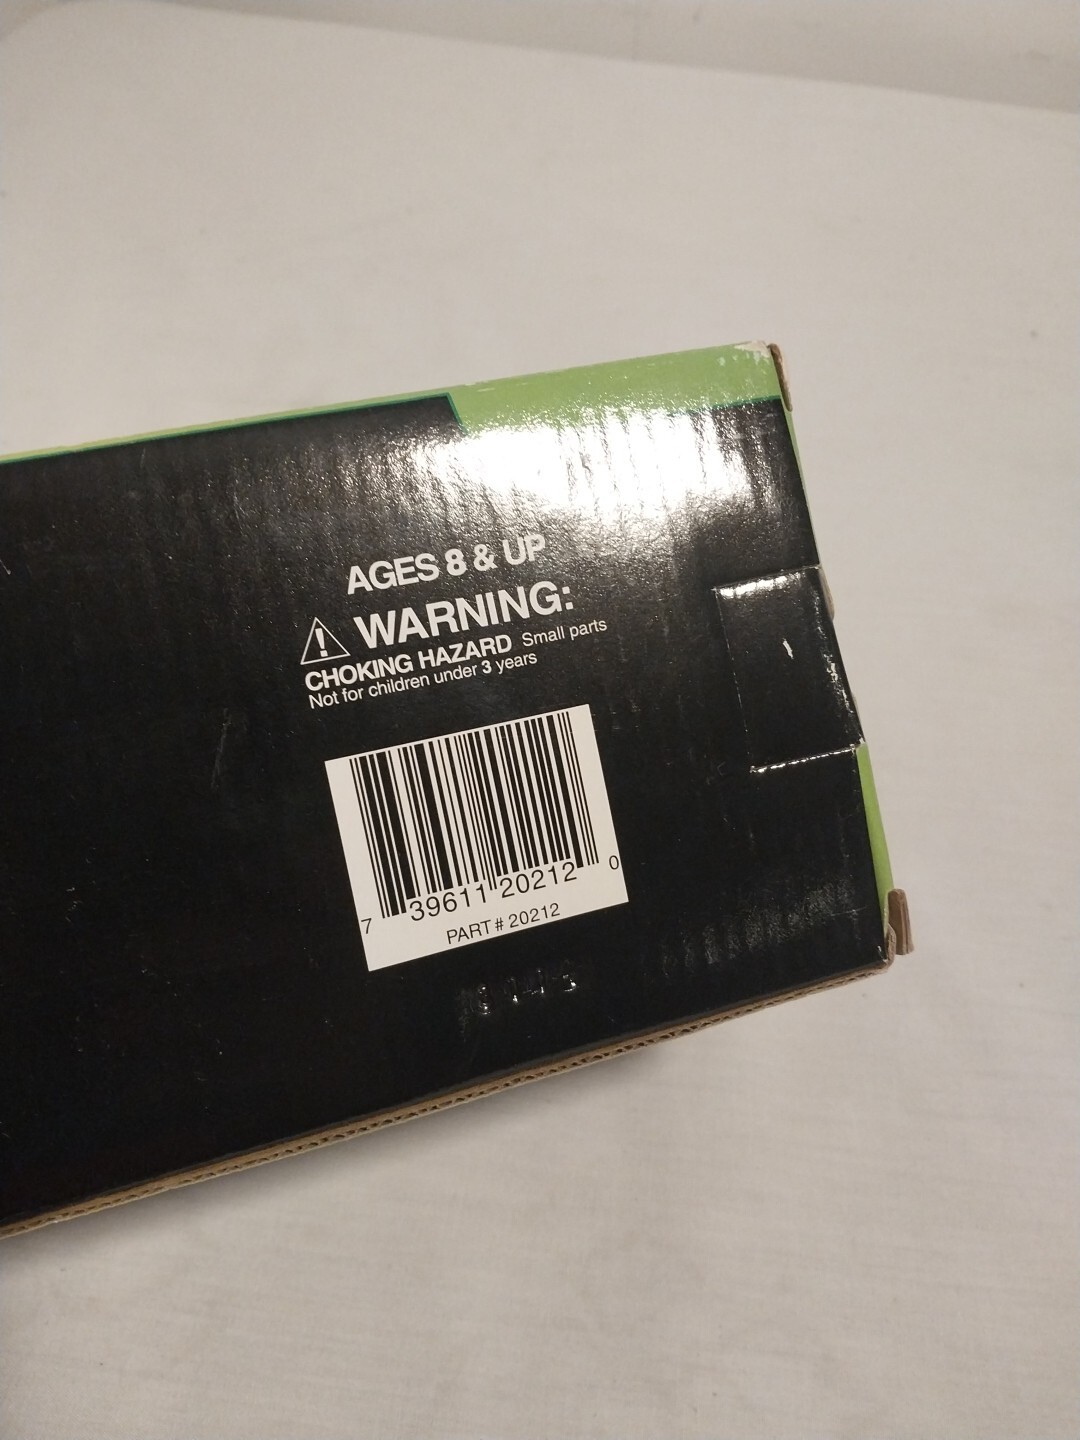 AGES 8 & UP
WARNING:
CHOKING HAZARD Small parts
Not for children under 3 years
7 39611 20212 0
PART # 20212